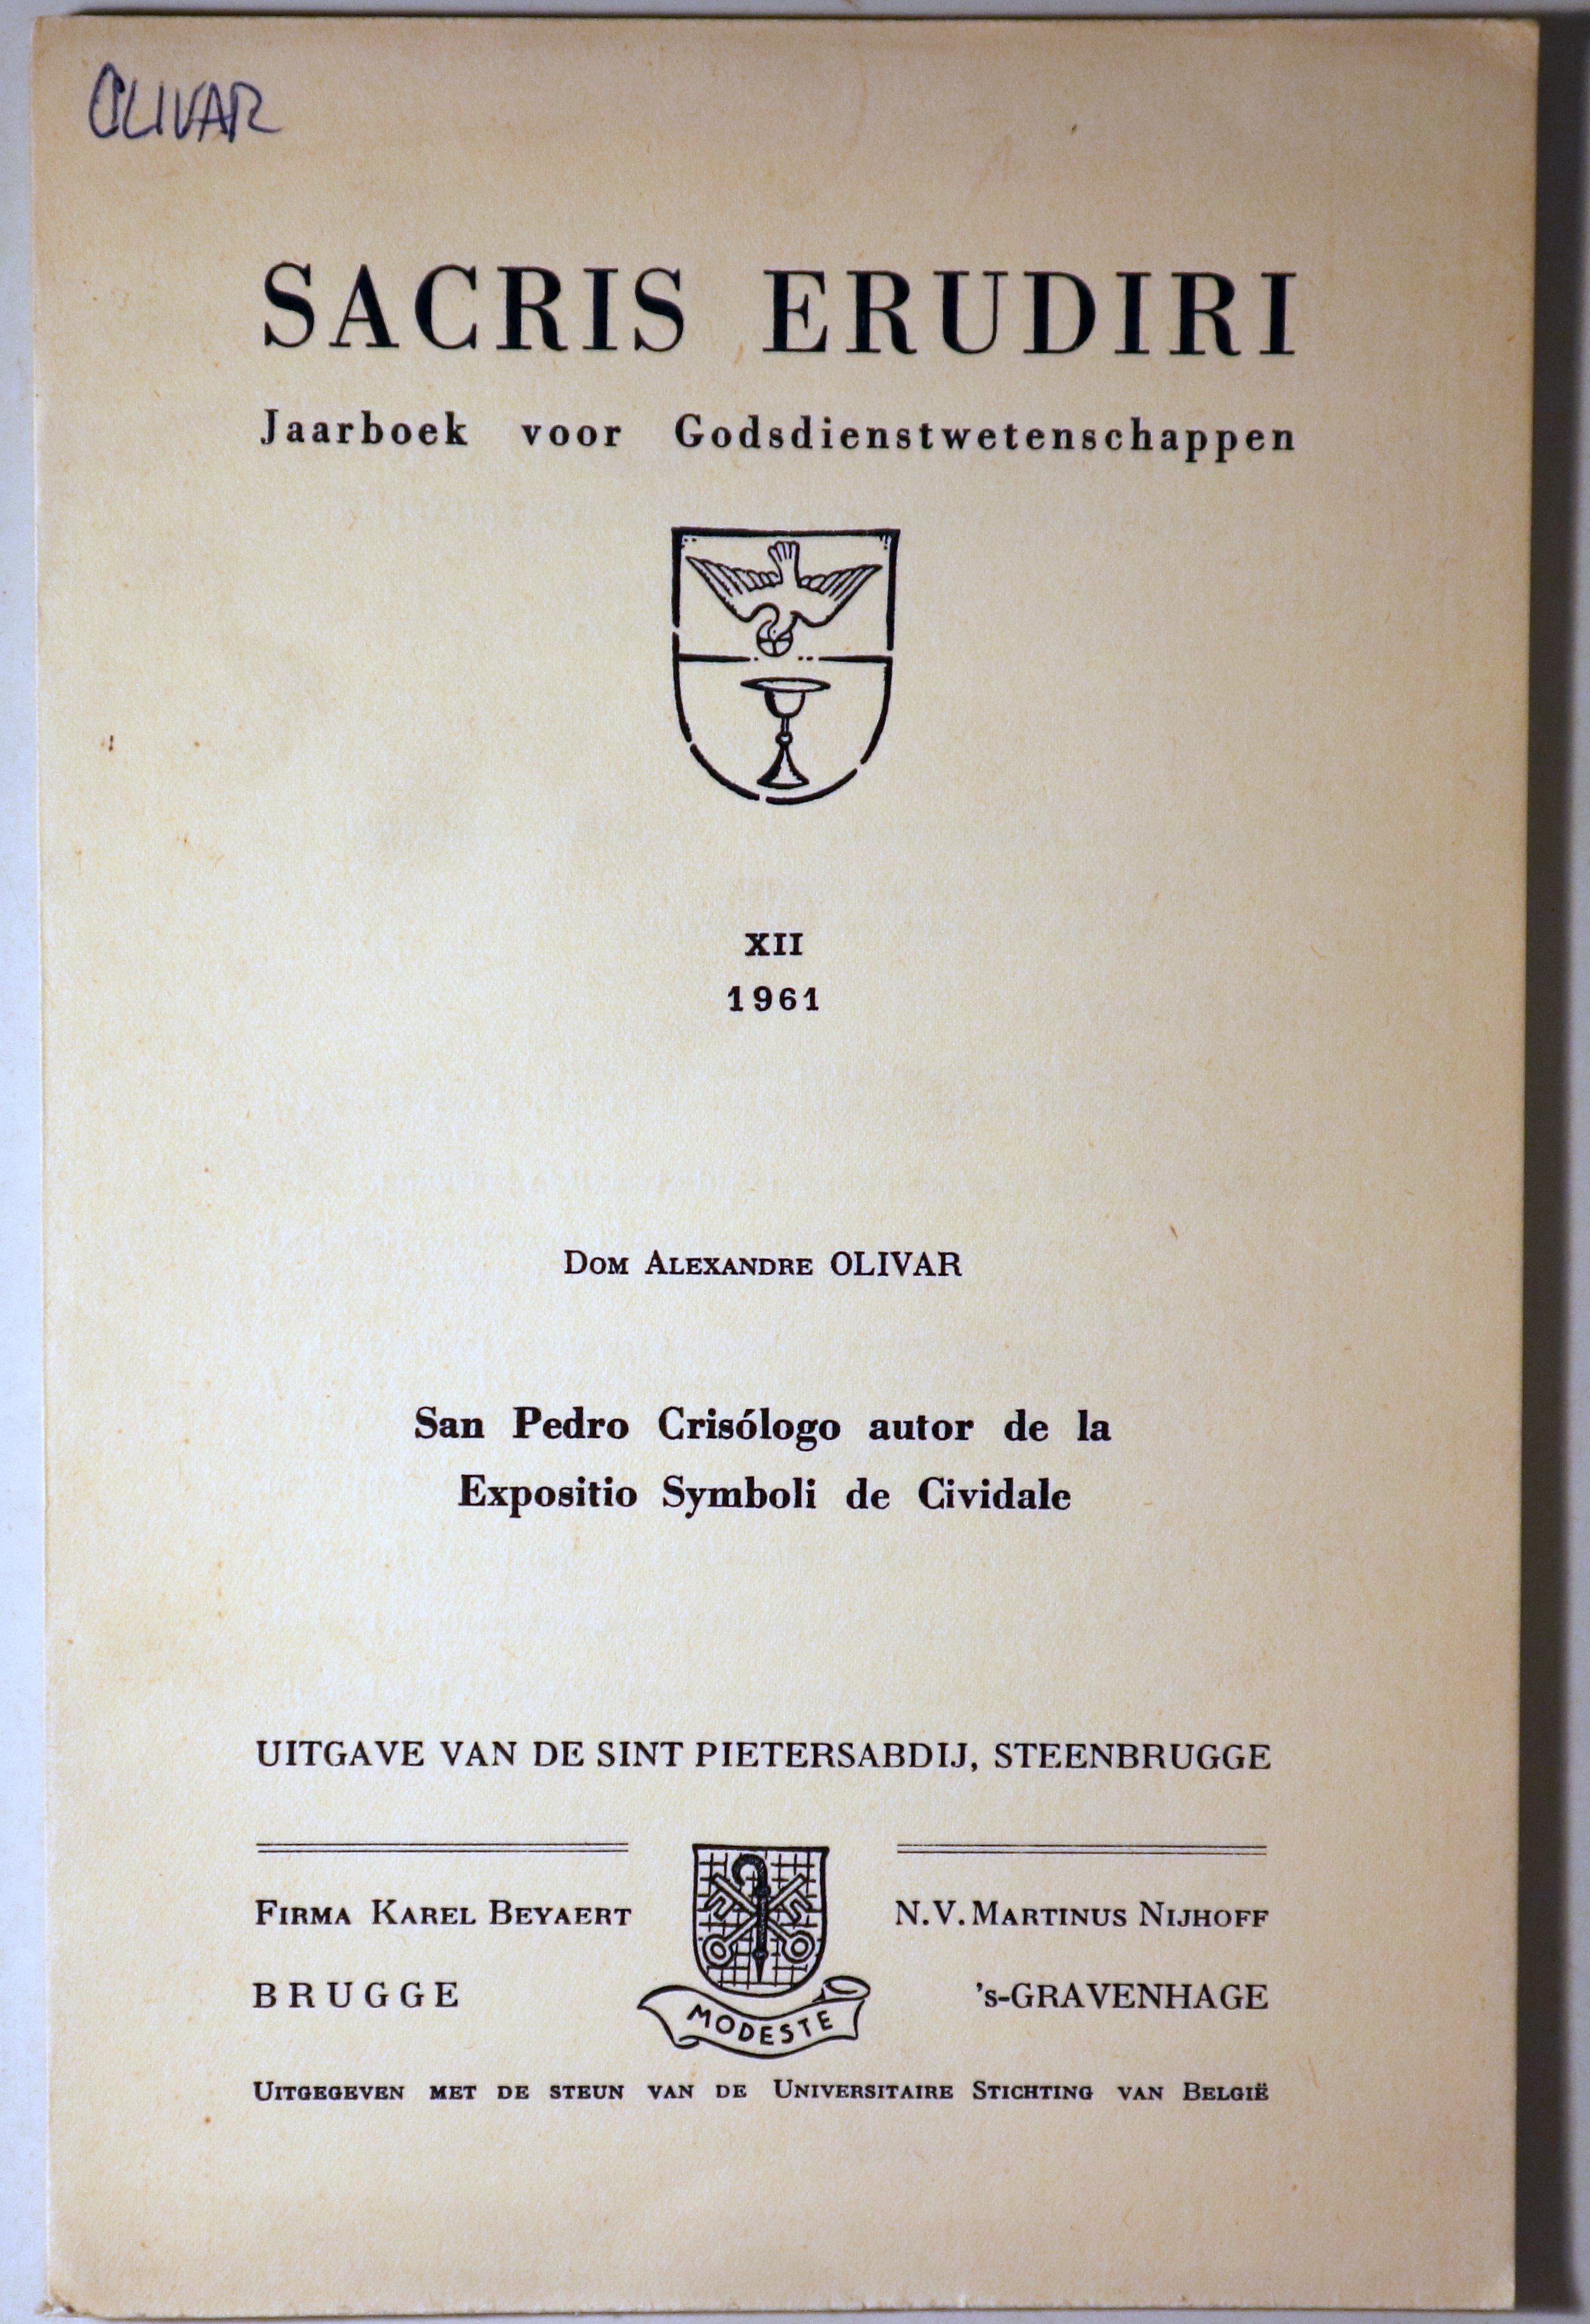 OLIVAR
SACRIS ERUDIRI
Jaarboek voor Godsdienstwetenschappen
XII
1961
Dom Alexandre OLIVAR
San Pedro Crisólogo autor de la
Expositio Symboli de Cividale
UITGAVE VAN DE SINT PIETERSABDIJ, STEENBRUGGE
Firma Karel Beyaert
N.V. Martinus Nijhoff
BRUGGE
's-GRAVENHAGE
MODESTE
Uitgegeven met de steun van de Universitaire Stichting van België